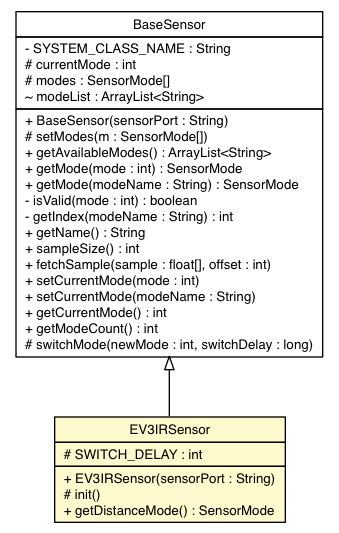 BaseSensor
- SYSTEM_CLASS_NAME : String
# currentMode : int
# modes : SensorMode[]
~ modeList : ArrayList<String>
+ BaseSensor(sensorPort : String)
# setModes(m : SensorMode[])
+ getAvailableModes() : ArrayList<String>
+ getMode(mode : int) : SensorMode
+ getMode(modeName : String) : SensorMode
- isValid(mode : int) : boolean
- getIndex(modeName : String) : int
+ getName() : String
+ sampleSize() : int
+ fetchSample(sample : float[], offset : int)
+ setCurrentMode(mode : int)
+ setCurrentMode(modeName : String)
+ getCurrentMode() : int
+ getModeCount() : int
# switchMode(newMode : int, switchDelay : long)
EV3IRSensor
# SWITCH_DELAY : int
+ EV3IRSensor(sensorPort : String)
# init()
+ getDistanceMode() : SensorMode